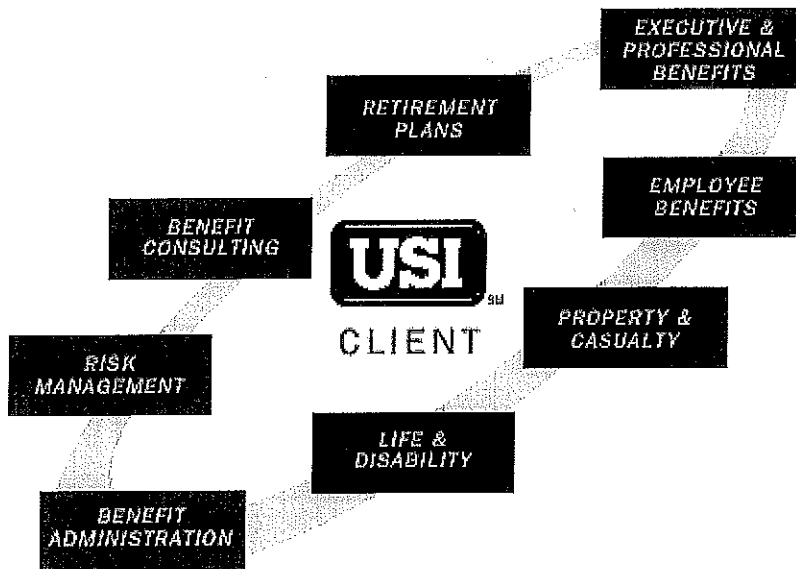 EXECUTIVE &
PROFESSIONAL
BENEFITS
RETIREMENT
PLANS
EMPLOYEE
BENEFITS
BENEFIT
CONSULTING
USI
SM
CLIENT
PROPERTY &
CASUALTY
RISK
MANAGEMENT
LIFE &
DISABILITY
BENEFIT
ADMINISTRATION